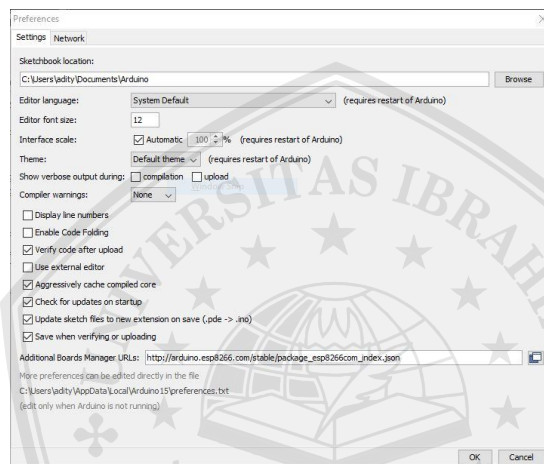 Preferences
Settings Network
Sketchbook location:
C:\Users\adity\Documents\Arduino Browse
Editor language: System Default (requires restart of Arduino)
Editor font size: 12
Interface scale: Automatic 100 % (requires restart of Arduino)
Theme: Default theme (requires restart of Arduino)
Show verbose output during: compilation upload
Compiler warnings: None
Display line numbers
Enable Code Folding
Verify code after upload
Use external editor
Aggressively cache compiled core
Check for updates on startup
Update sketch files to new extension on save (.pde -> .ino)
Save when verifying or uploading
Additional Boards Manager URLs: http://arduino.esp8266.com/stable/package_esp8266com_index.json
More preferences can be edited directly in the file
C:\Users\adity\AppData\Local\Arduino15\preferences.txt
(edit only when Arduino is not running)
OK Cancel
ERSITAS IBRA